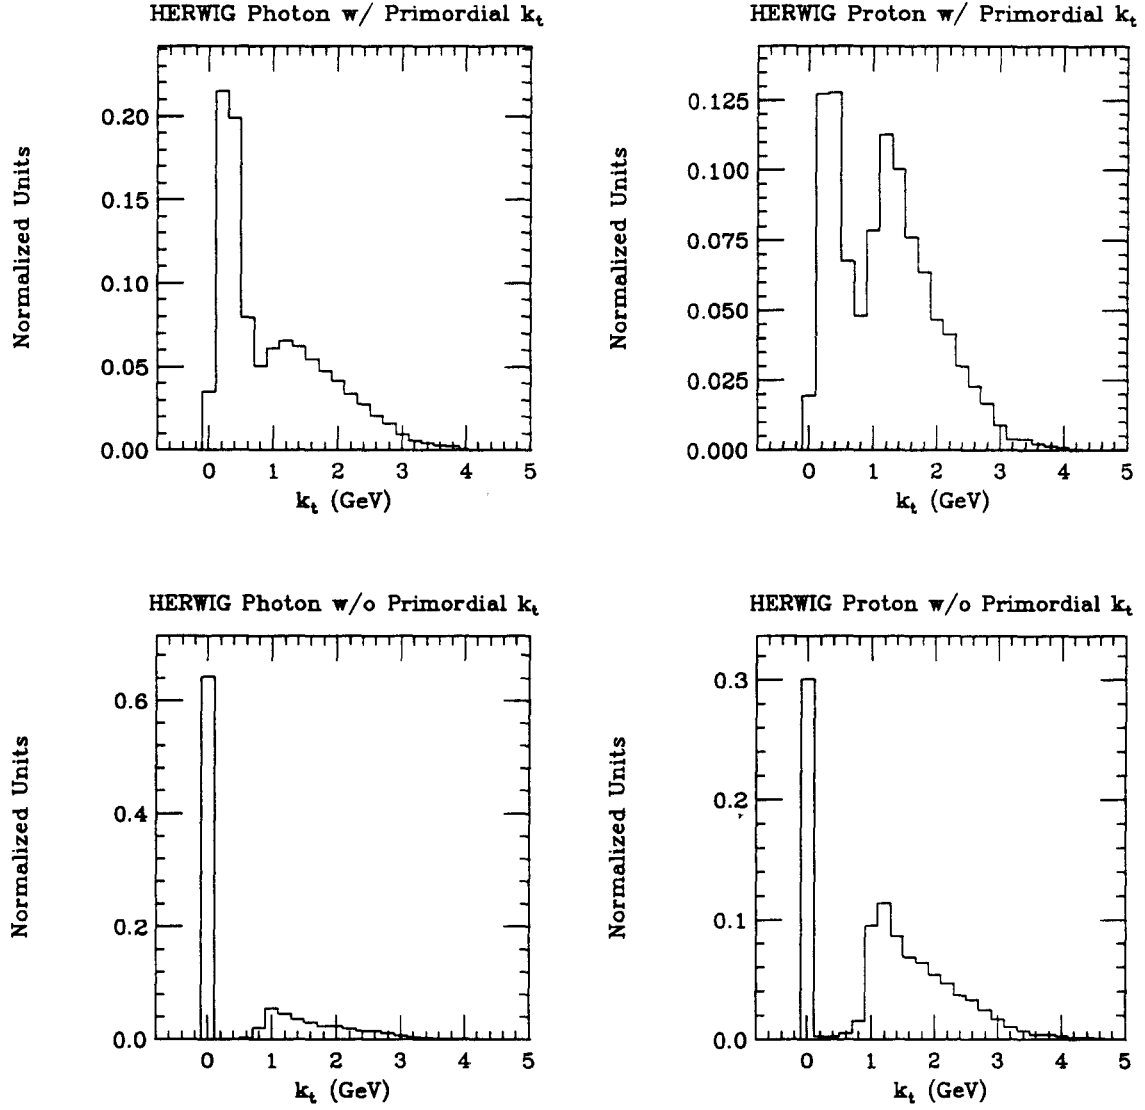 HERWIG Photon w/ Primordial kt
Normalized Units
0.20
0.15
0.10
0.05
0.00
0 1 2 3 4 5
kt (GeV)
HERWIG Proton w/ Primordial kt
Normalized Units
0.125
0.100
0.075
0.050
0.025
0.000
0 1 2 3 4 5
kt (GeV)
HERWIG Photon w/o Primordial kt
Normalized Units
0.6
0.4
0.2
0.0
0 1 2 3 4 5
kt (GeV)
HERWIG Proton w/o Primordial kt
Normalized Units
0.3
0.2
0.1
0.0
0 1 2 3 4 5
kt (GeV)